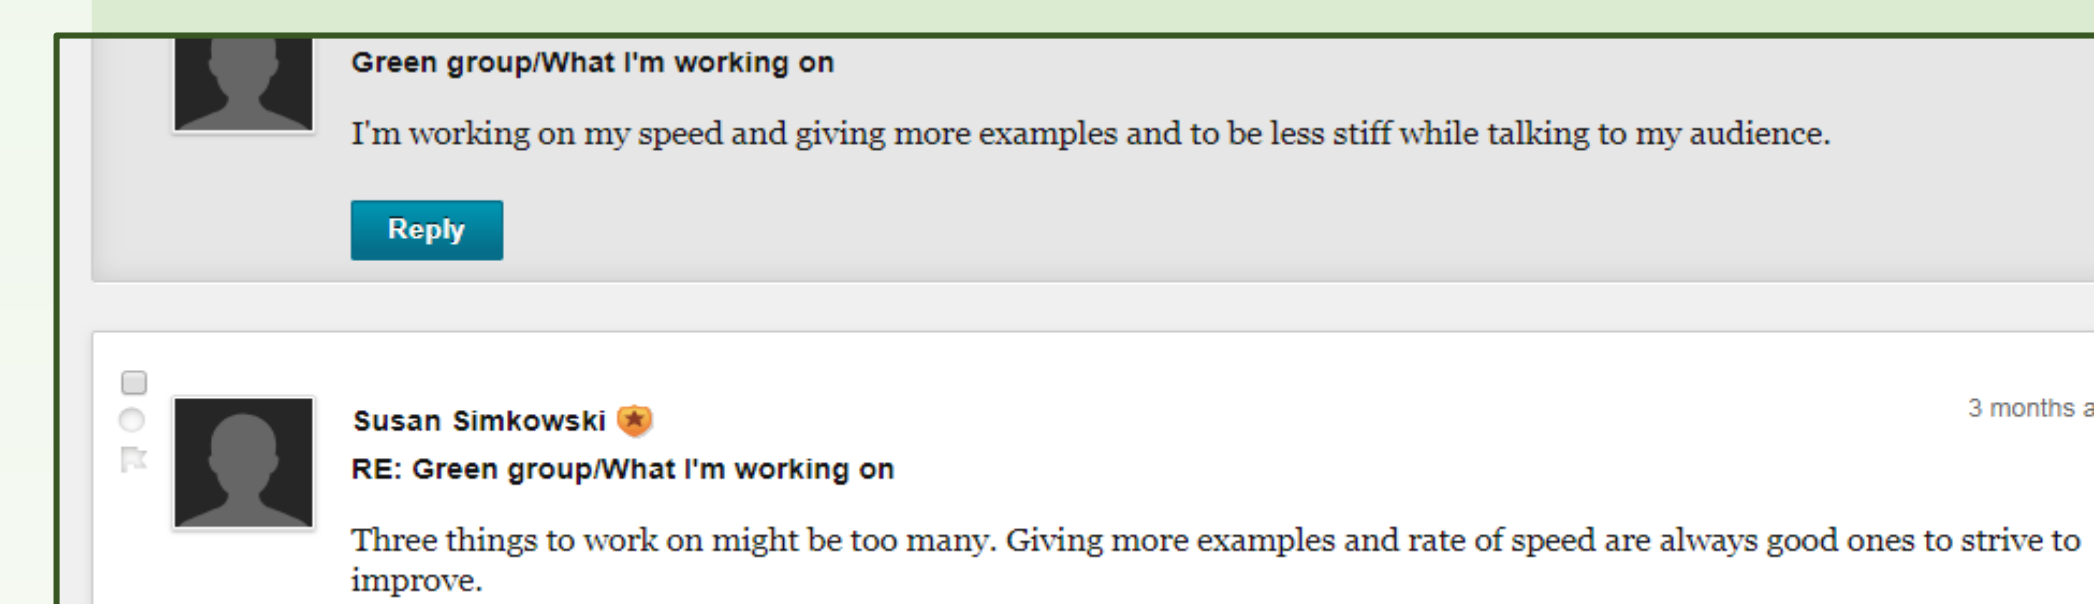 Green group/What I'm working on
I'm working on my speed and giving more examples and to be less stiff while talking to my audience.
Reply
Susan Simkowski
3 months a
RE: Green group/What I'm working on
Three things to work on might be too many. Giving more examples and rate of speed are always good ones to strive to
improve.